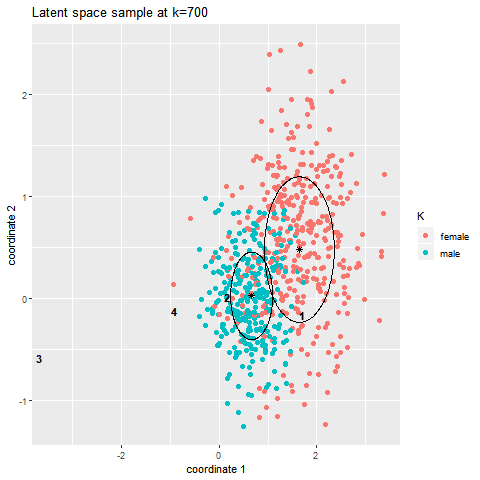 Latent space sample at k=700
2
1
0
-1
coordinate 2
1
2
3
4
-2
0
2
coordinate 1
K
female
male